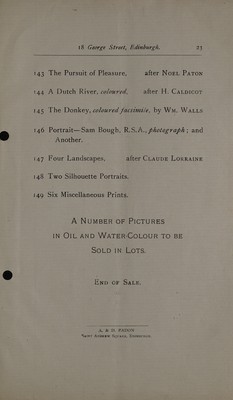 18 George Street, Edinburgh. 23
143 The Pursuit of Pleasure, after NOEL PATON
144 A Dutch River, coloured, after H. CALDICOT
145 The Donkey, coloured facsimile, by WM. WALLS
146 Portrait—Sam Bough, R.S.A., photograph; and
Another.
147 Four Landscapes, after CLAUDE LORRAINE
148 Two Silhouette Portraits.
149 Six Miscellaneous Prints.
A NUMBER OF PICTURES
IN OIL AND WATER-COLOUR TO BE
SOLD IN LOTS.
END OF SALE.
SAINT ANDREW SQUARE, EDINBURGH.